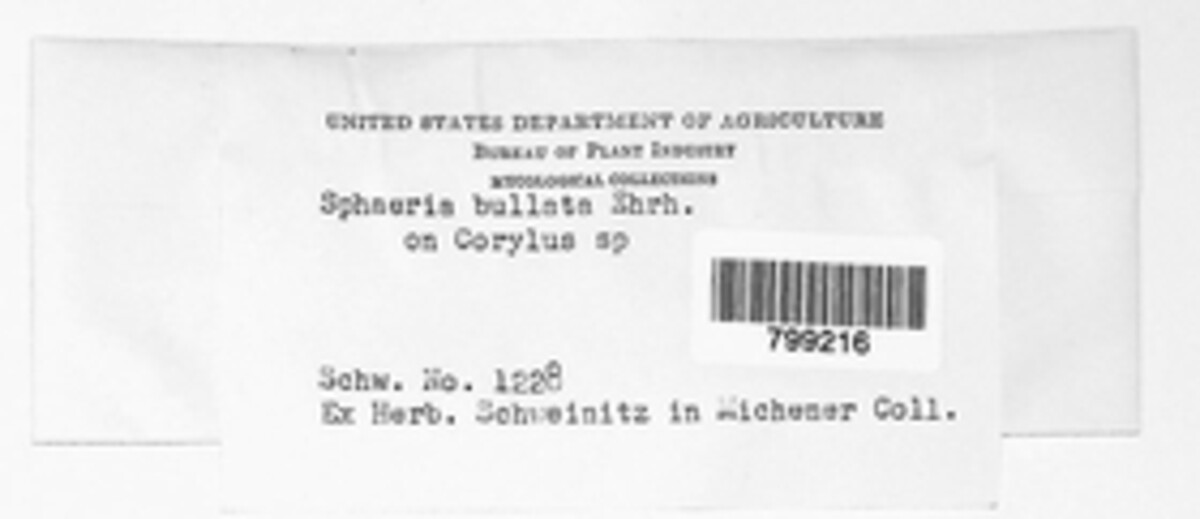 UNITED STATES DEPARTMENT OF AGRICULTURE
BUREAU OF PLANT INDUSTRY
MYCOLOGICAL COLLECTIONS
Sphaeria bullata Ehrh.
on Corylus sp
799216
Schw. No. 1228
Ex Herb. Schweinitz in Michener Coll.